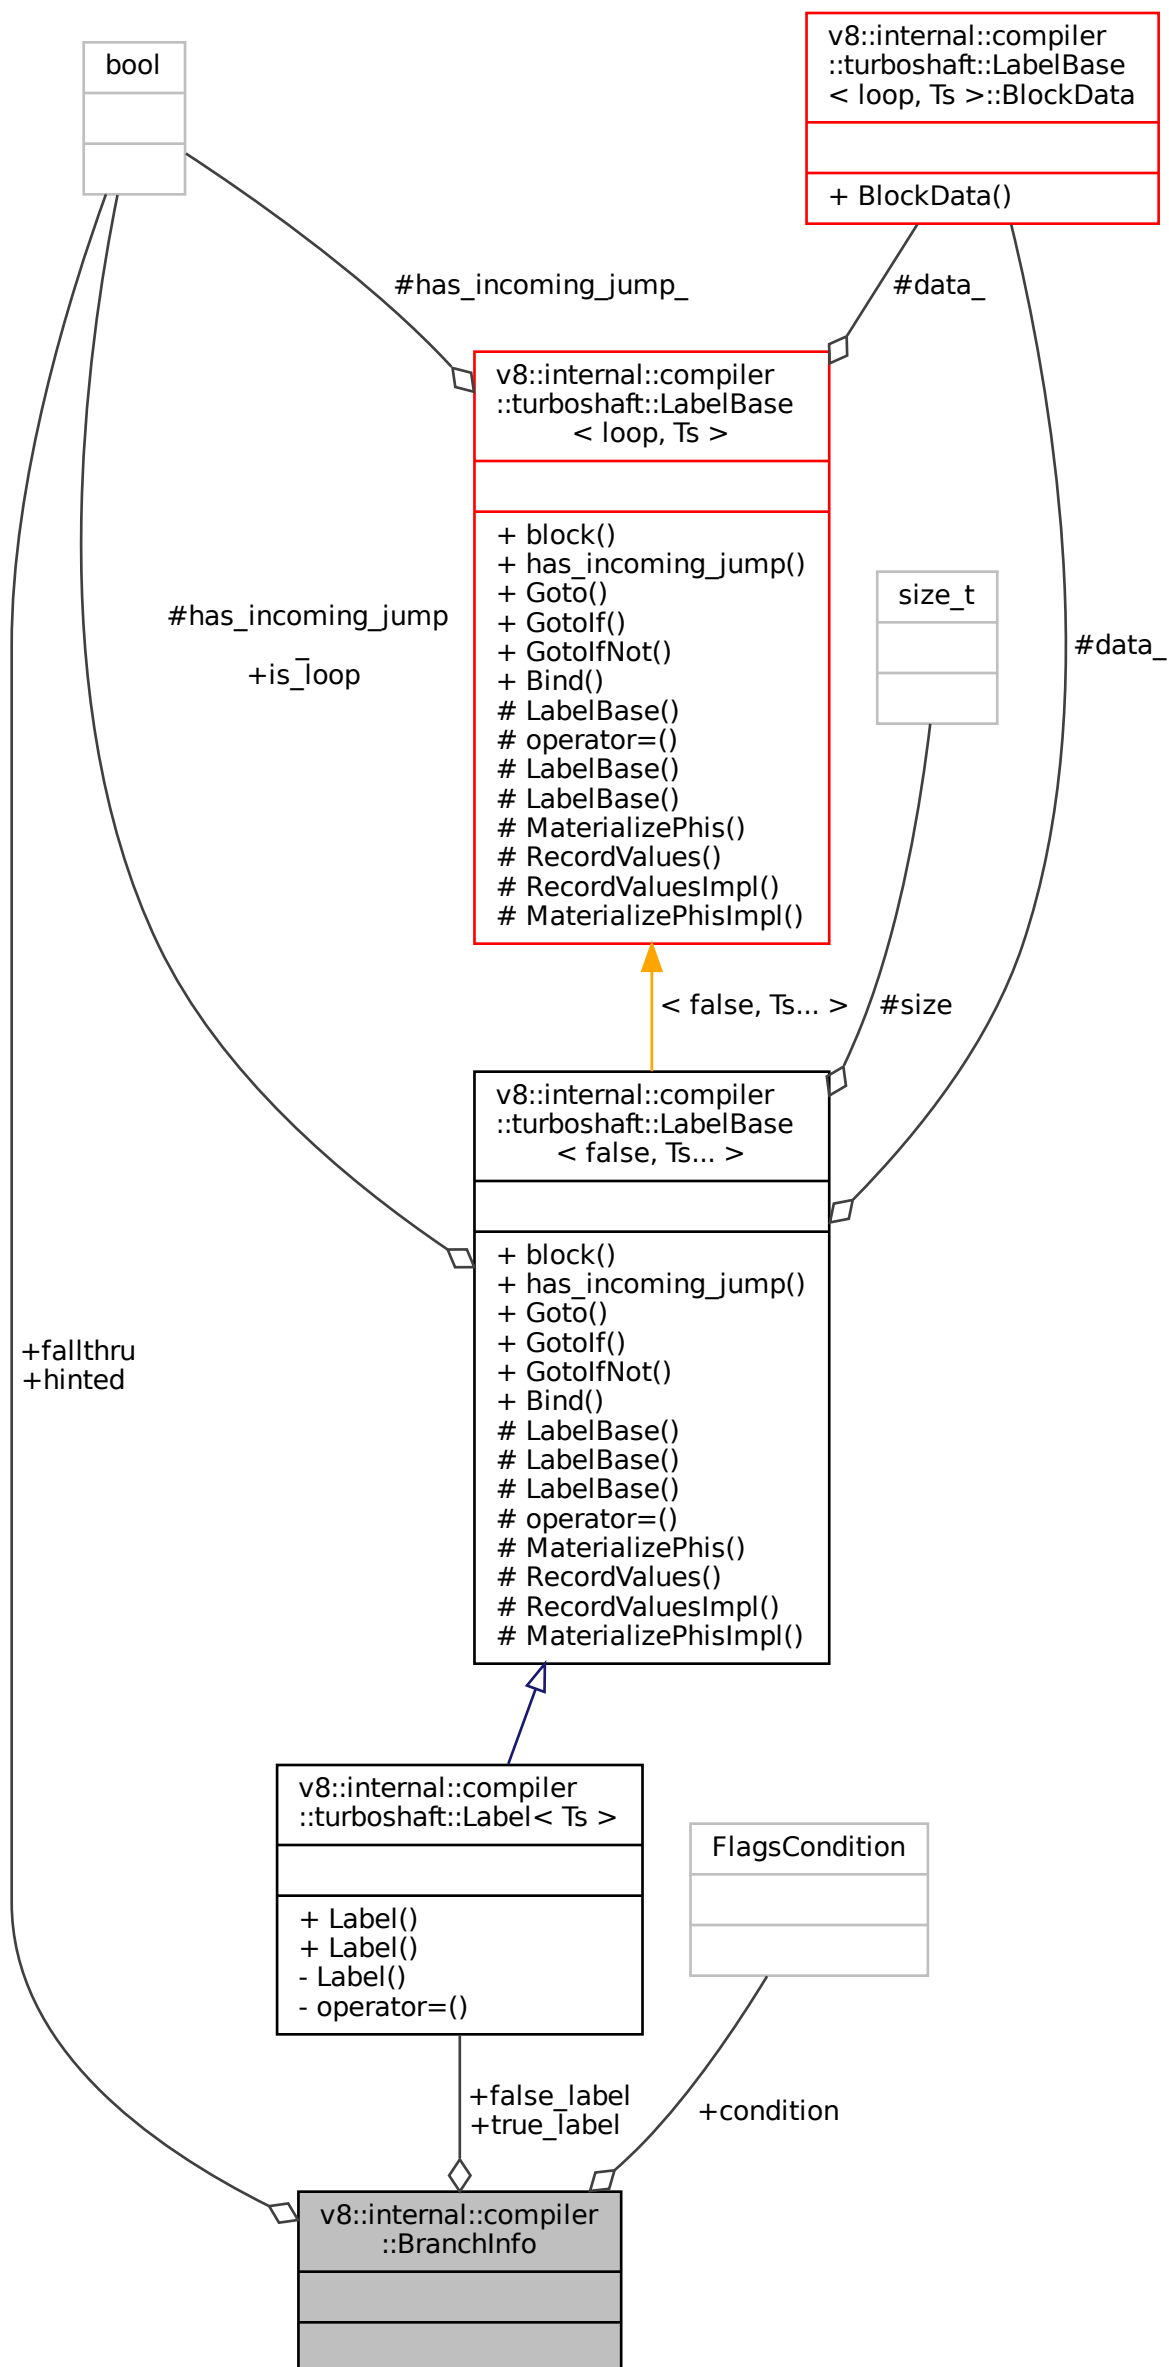 v8::internal::compiler
::turboshaft::LabelBase
< loop, Ts >::BlockData
+ BlockData()
bool
#has_incoming_jump_
#data_
v8::internal::compiler
::turboshaft::LabelBase
< loop, Ts >
+ block()
+ has_incoming_jump()
+ Goto()
+ GotoIf()
+ GotoIfNot()
+ Bind()
# LabelBase()
# operator=()
# LabelBase()
# LabelBase()
# MaterializePhis()
# RecordValues()
# RecordValuesImpl()
# MaterializePhisImpl()
size_t
#has_incoming_jump
_
+is_loop
#data_
< false, Ts... >
#size
v8::internal::compiler
::turboshaft::LabelBase
< false, Ts... >
+ block()
+ has_incoming_jump()
+ Goto()
+ GotoIf()
+ GotoIfNot()
+ Bind()
# LabelBase()
# LabelBase()
# LabelBase()
# operator=()
# MaterializePhis()
# RecordValues()
# RecordValuesImpl()
# MaterializePhisImpl()
+fallthru
+hinted
v8::internal::compiler
::turboshaft::Label< Ts >
+ Label()
+ Label()
- Label()
- operator=()
FlagsCondition
+false_label
+true_label
+condition
v8::internal::compiler
::BranchInfo